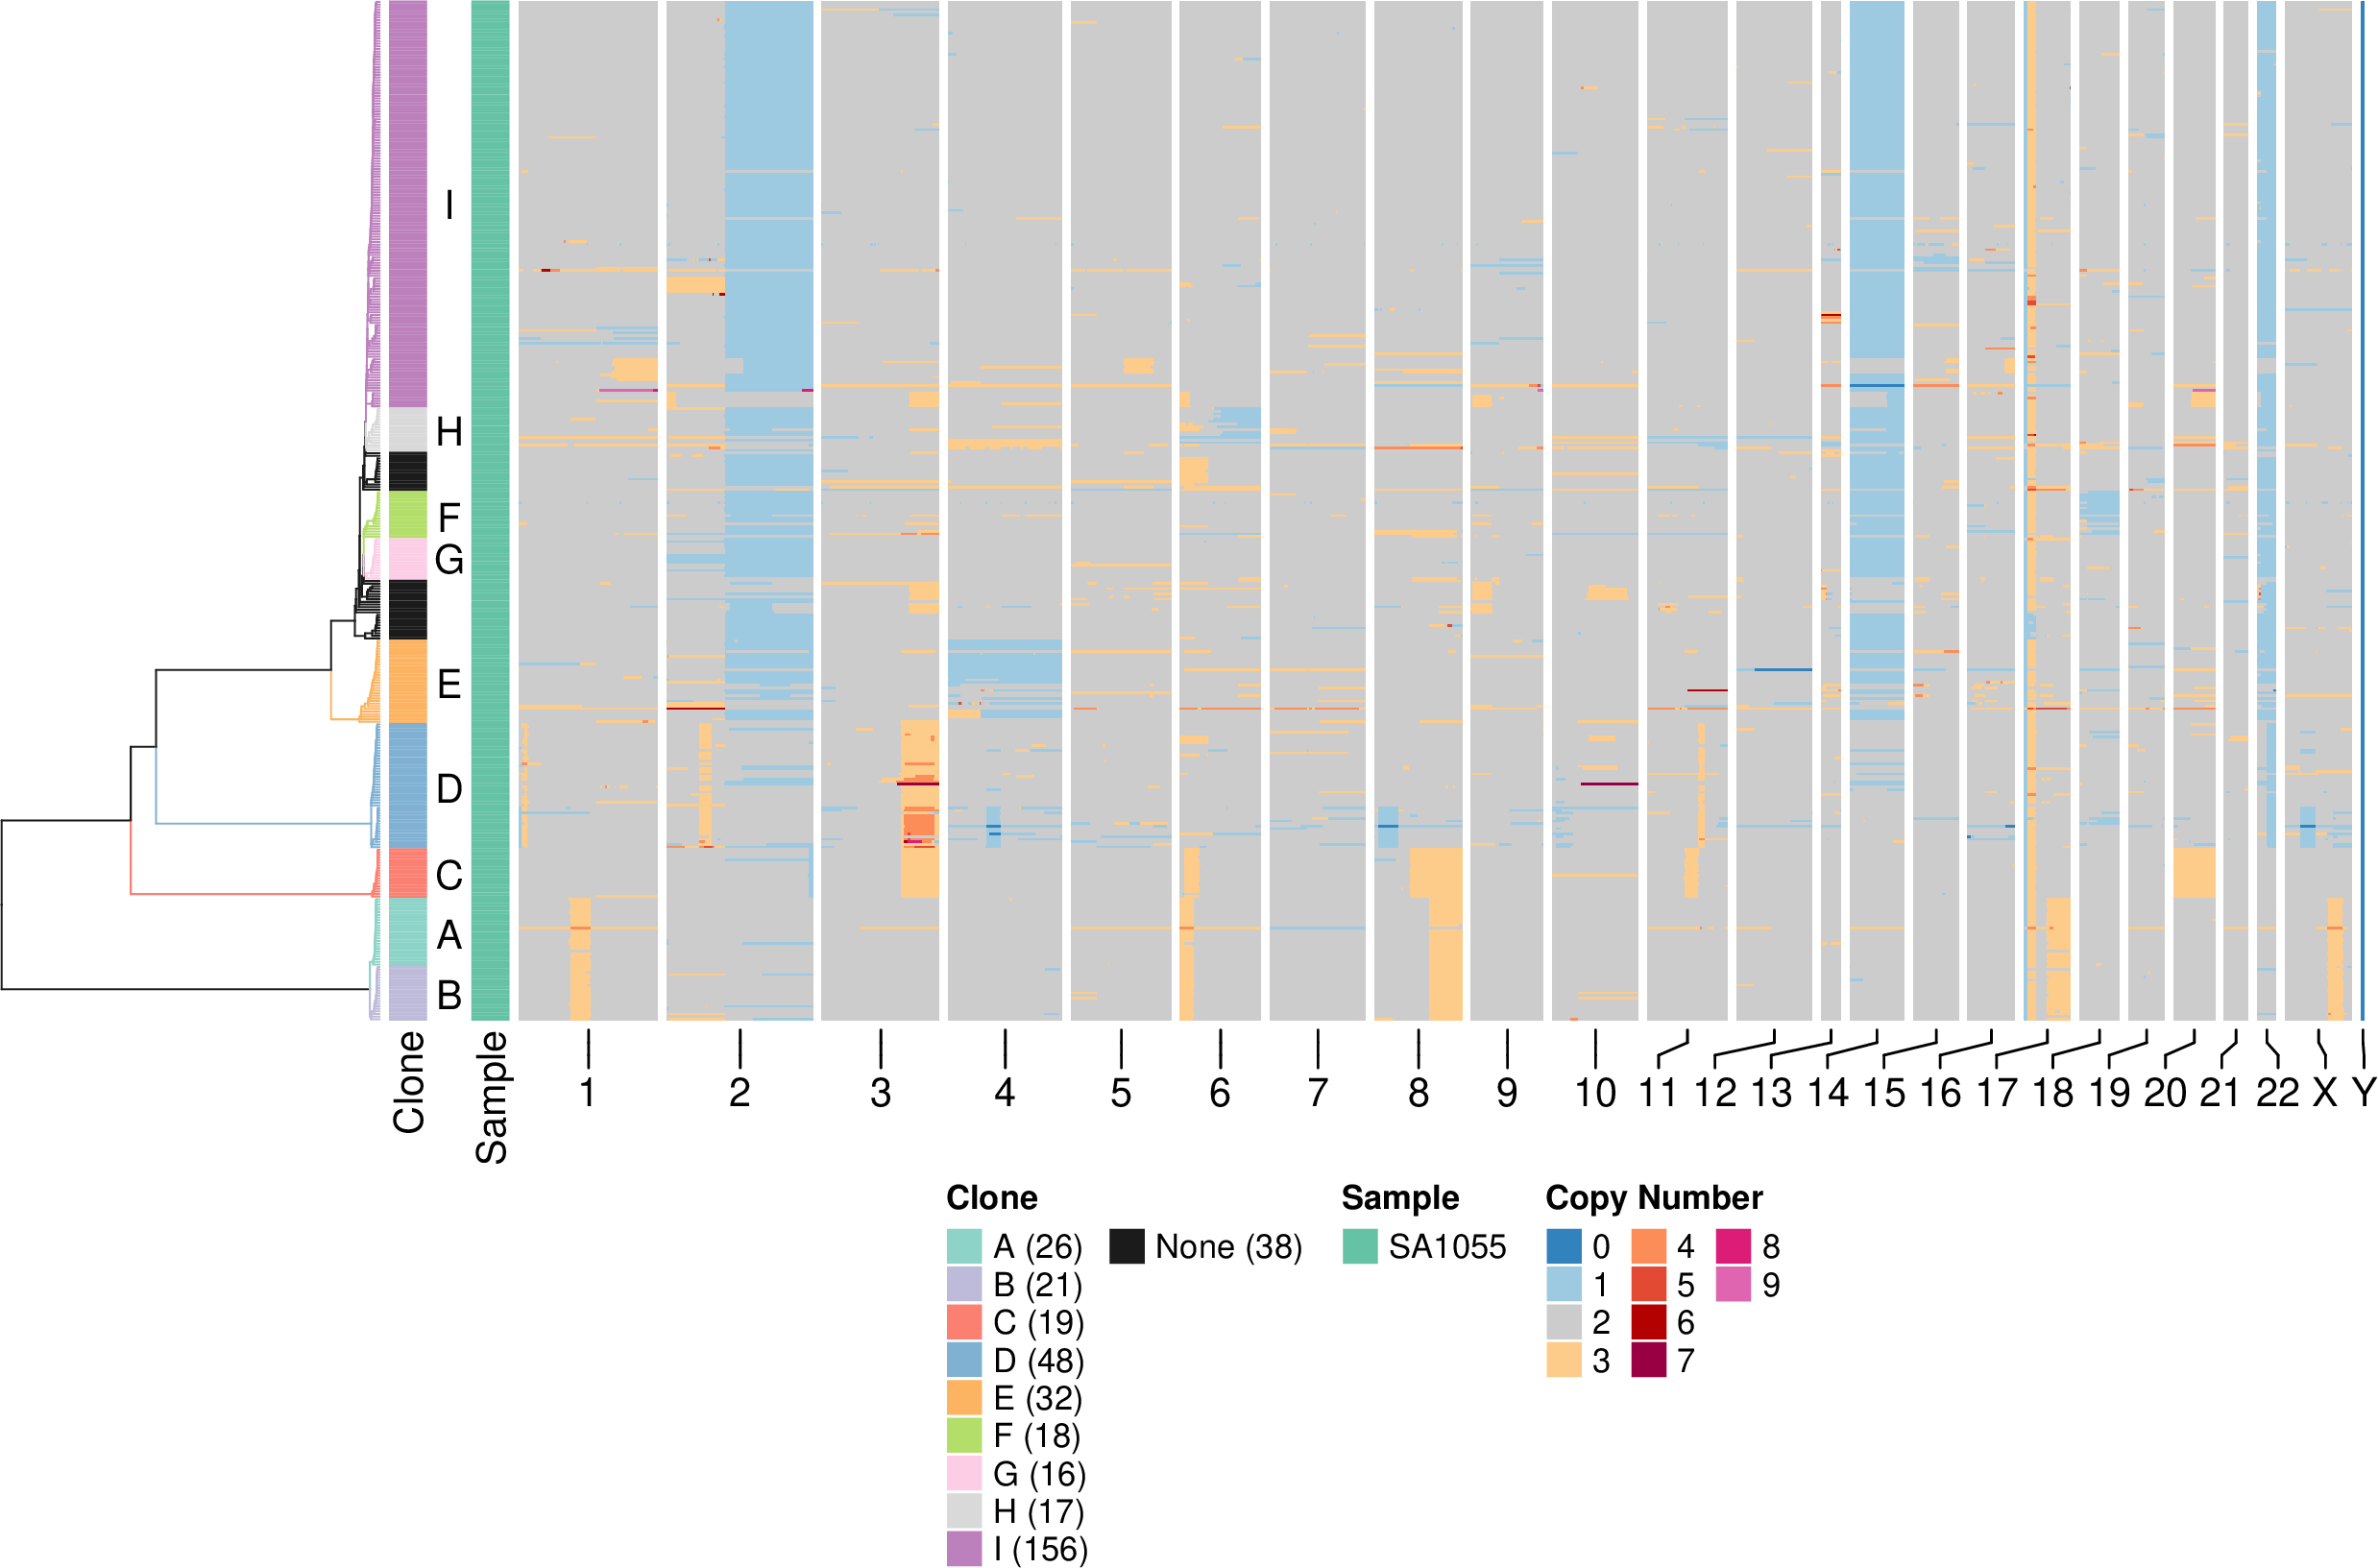 I
H
F
G
E
D
C
A
B
Clone
Sample
1 2 3 4 5 6 7 8 9 10 11 12 13 14 15 16 17 18 19 20 21 22 X Y
Clone Sample Copy Number
A (26) None (38) SA1055 0 4 8
B (21) 1 5 9
C (19) 2 6
D (48) 3 7
E (32)
F (18)
G (16)
H (17)
I (156)